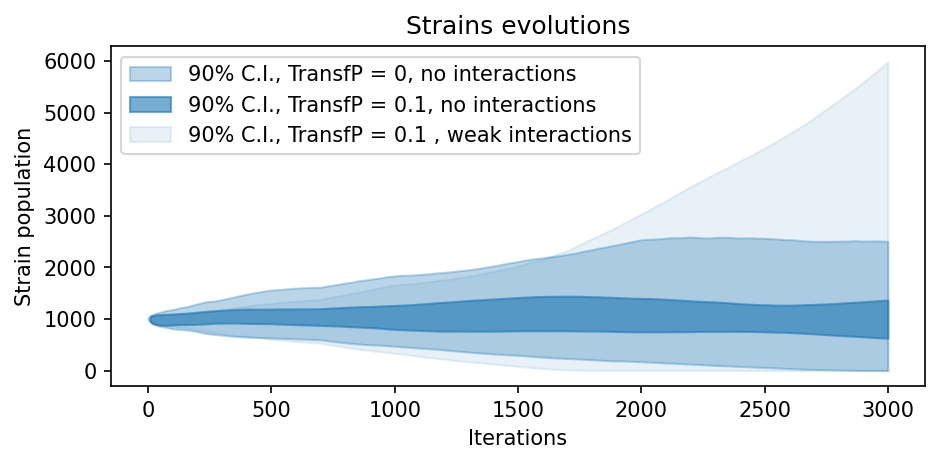 Strains evolutions
90% C.I., TransfP = 0, no interactions
90% C.I., TransfP = 0.1, no interactions
90% C.I., TransfP = 0.1 , weak interactions
Strain population
6000
5000
4000
3000
2000
1000
0
0 500 1000 1500 2000 2500 3000
Iterations